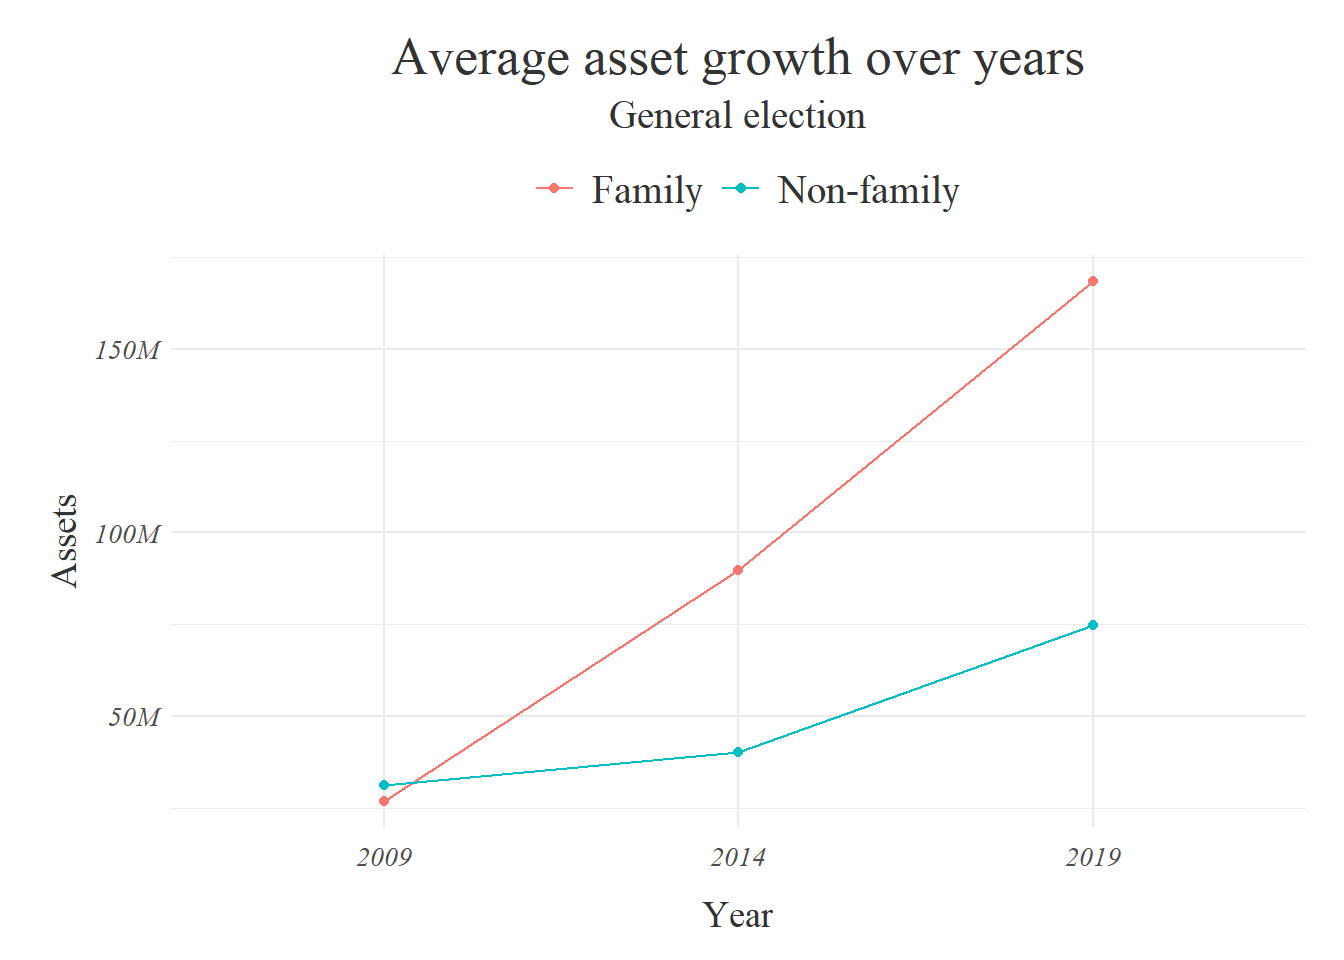 Average asset growth over years
General election
Family Non-family
150M
100M
50M
Assets
2009 2014 2019
Year